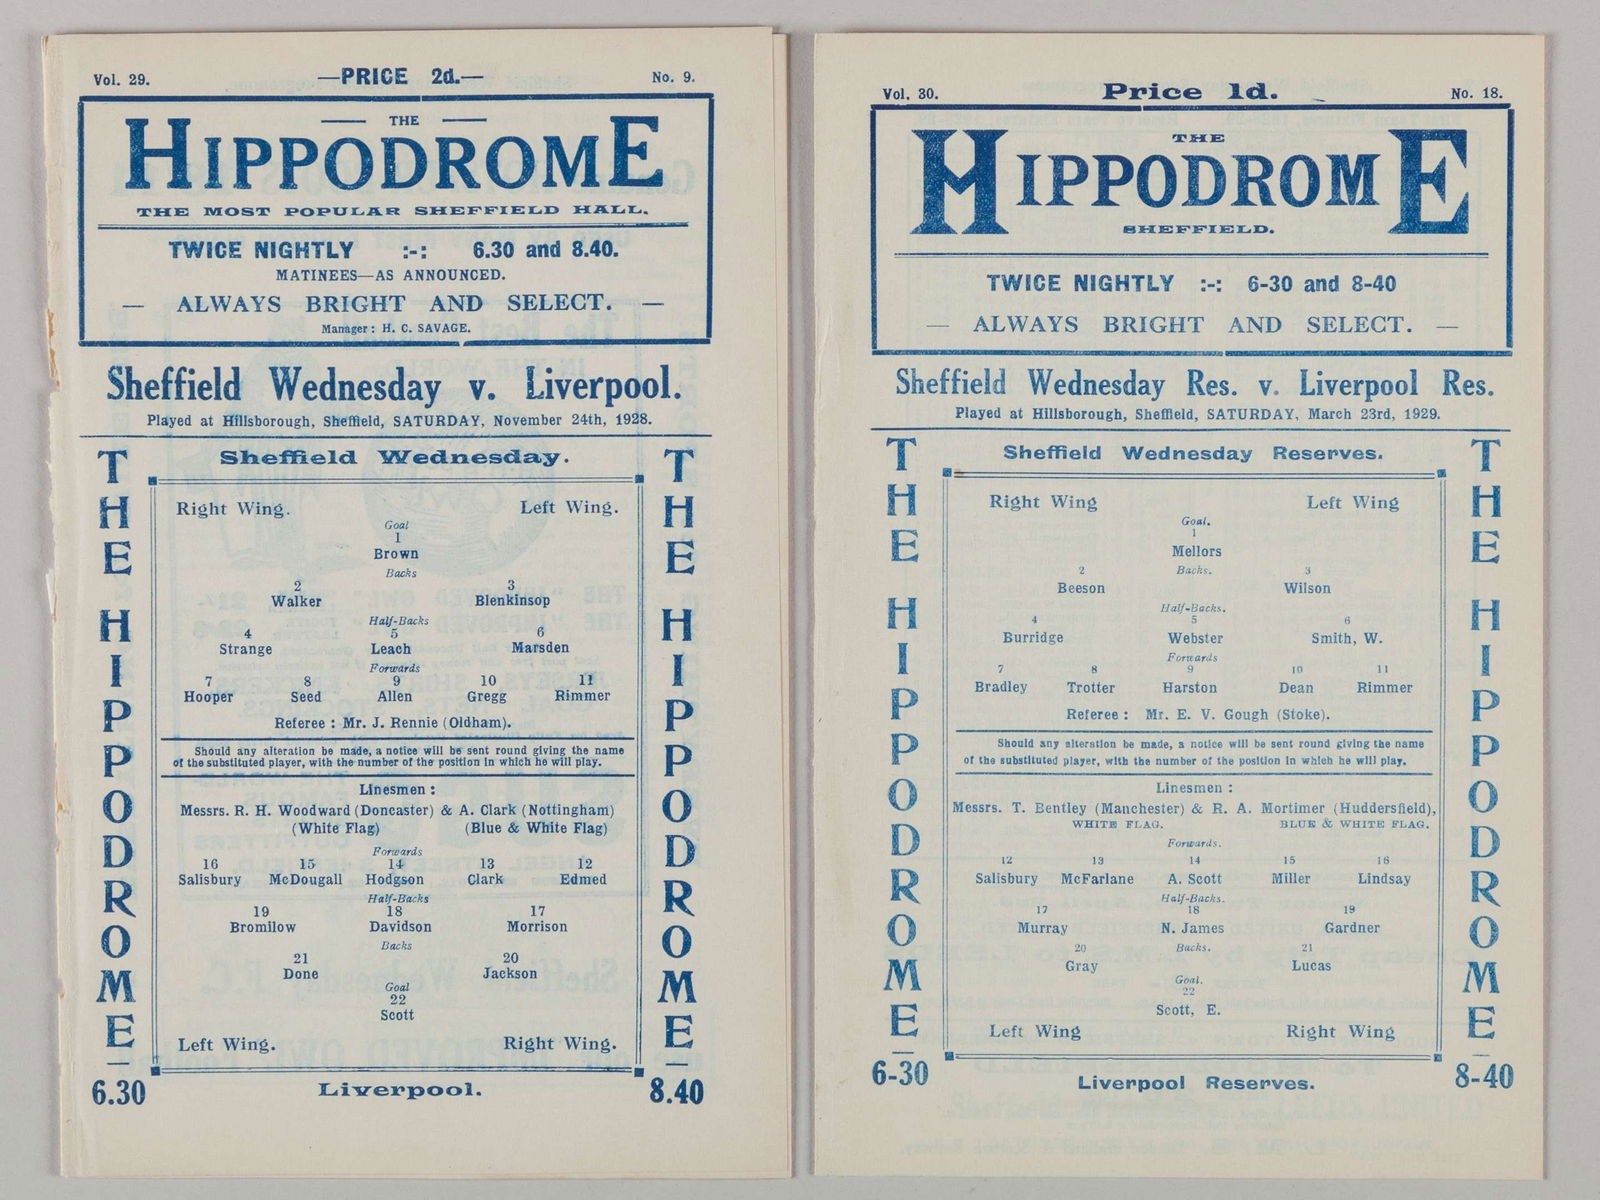 Vol. 29. —PRICE 2d.— No. 9.
— THE —
HIPPODROME
THE MOST POPULAR SHEFFIELD HALL.
TWICE NIGHTLY :-: 6.30 and 8.40.
MATINEES—AS ANNOUNCED.
— ALWAYS BRIGHT AND SELECT. —
Manager: H. C. SAVAGE.
Sheffield Wednesday v. Liverpool.
Played at Hillsborough, Sheffield, SATURDAY, November 24th, 1928.
THE HIPPODROME
Sheffield Wednesday.
Right Wing. Left Wing.
Goal
1
Brown
Backs
2 3
Walker Blenkinsop
Half-Backs
4 5 6
Strange Leach Marsden
Forwards
7 8 9 10 11
Hooper Seed Allen Gregg Rimmer
Referee : Mr. J. Rennie (Oldham).
Should any alteration be made, a notice will be sent round giving the name
of the substituted player, with the number of the position in which he will play.
Linesmen :
Messrs. R. H. Woodward (Doncaster) & A. Clark (Nottingham)
(White Flag) (Blue & White Flag)
Forwards
16 15 14 13 12
Salisbury McDougall Hodgson Clark Edmed
Half-Backs
19 18 17
Bromilow Davidson Morrison
Backs
21 20
Done Jackson
Goal
22
Scott
Left Wing. Right Wing.
Liverpool.
THE HIPPODROME
6.30 8.40
Vol. 30. Price 1d. No. 18.
THE
HIPPODROME
SHEFFIELD.
TWICE NIGHTLY :-: 6-30 and 8-40
— ALWAYS BRIGHT AND SELECT. —
Sheffield Wednesday Res. v. Liverpool Res.
Played at Hillsborough, Sheffield, SATURDAY, March 23rd, 1929.
THE HIPPODROME
Sheffield Wednesday Reserves.
Right Wing Left Wing
Goal.
1
Mellors
2 Backs. 3
Beeson Wilson
Half-Backs.
4 5 6
Burridge Webster Smith, W.
Forwards
7 8 9 10 11
Bradley Trotter Harston Dean Rimmer
Referee : Mr. E. V. Gough (Stoke).
Should any alteration be made, a notice will be sent round giving the name
of the substituted player, with the number of the position in which he will play.
Linesmen :
Messrs. T. Bentley (Manchester) & R. A. Mortimer (Huddersfield),
WHITE FLAG. BLUE & WHITE FLAG.
Forwards.
12 13 14 15 16
Salisbury McFarlane A. Scott Miller Lindsay
Half-Backs.
17 18 19
Murray N. James Gardner
20 Backs. 21
Gray Lucas
Goal.
22
Scott, E.
Left Wing Right Wing
Liverpool Reserves.
THE HIPPODROME
6-30 8-40